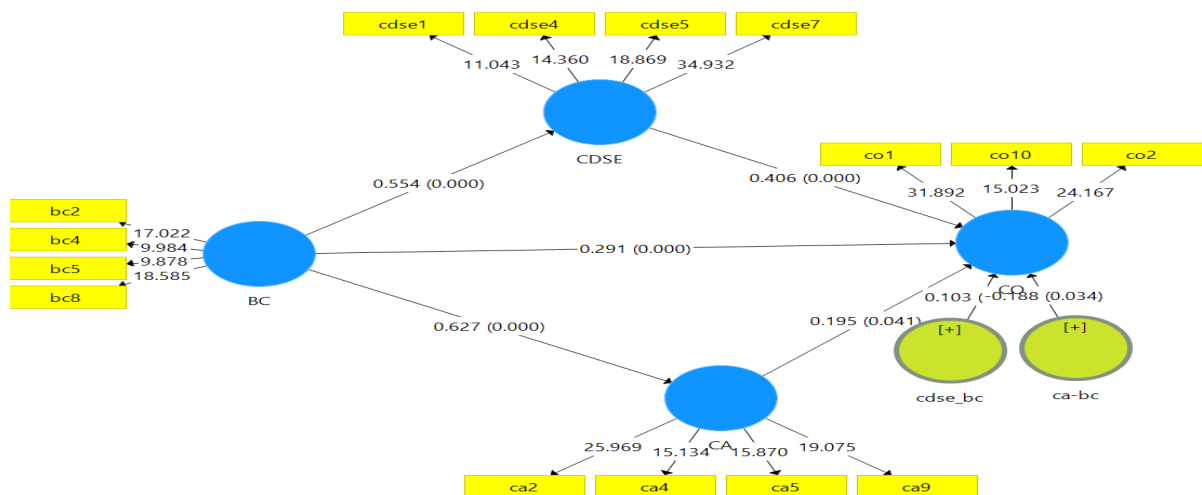 cdse1 cdse4 cdse5 cdse7
11.043 14.360 18.869 34.932
CDSE
co1 co10 co2
0.554 (0.000) 0.406 (0.000) 31.892 15.023 24.167
bc2
17.022
bc4
9.984
bc5
9.878
bc8
18.585
BC
0.291 (0.000)
CO
0.103 (-0.188 (0.034)
0.627 (0.000) 0.195 (0.041)
[+] [+]
cdse_bc ca-bc
CA
25.969 15.134 15.870 19.075
ca2 ca4 ca5 ca9